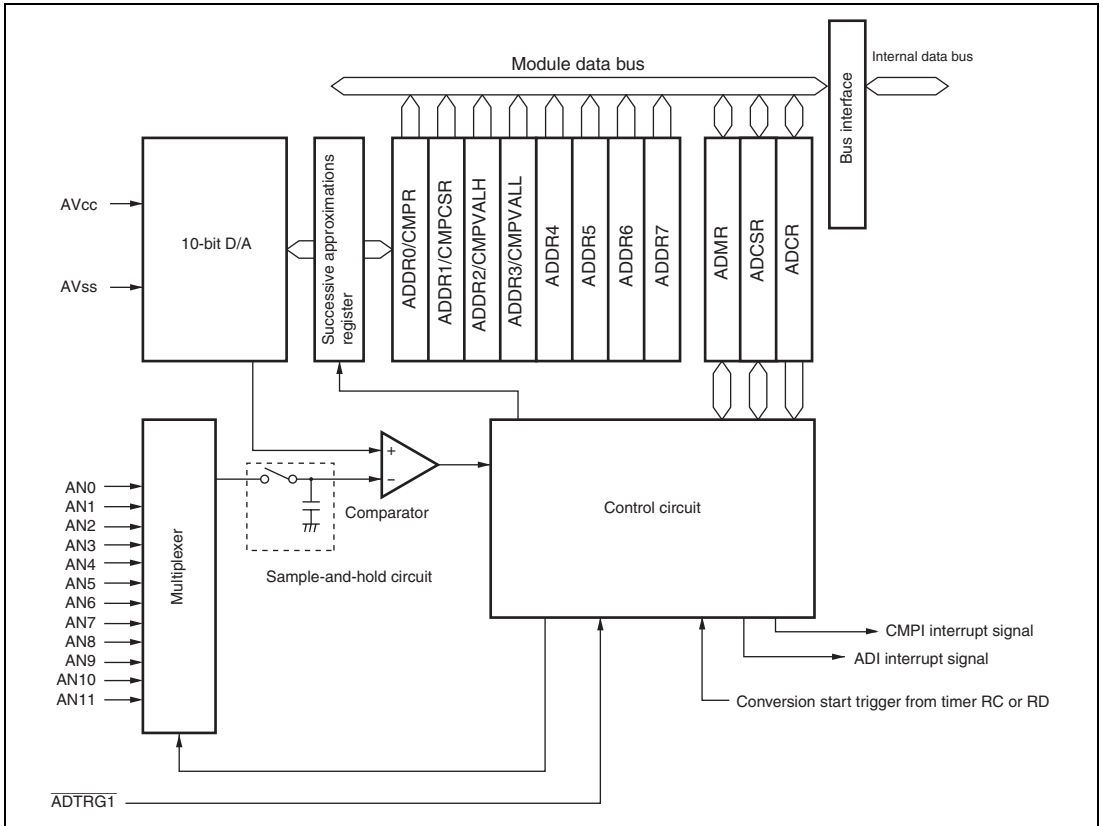 Module data bus
Internal data bus
Bus interface
AVcc
AVss
10-bit D/A
Successive approximations
register
ADDR0/CMPR
ADDR1/CMPCSR
ADDR2/CMPVALH
ADDR3/CMPVALL
ADDR4
ADDR5
ADDR6
ADDR7
ADMR
ADCSR
ADCR
+
−
Comparator
Sample-and-hold circuit
Control circuit
Multiplexer
AN0
AN1
AN2
AN3
AN4
AN5
AN6
AN7
AN8
AN9
AN10
AN11
CMPI interrupt signal
ADI interrupt signal
Conversion start trigger from timer RC or RD
ADTRG1